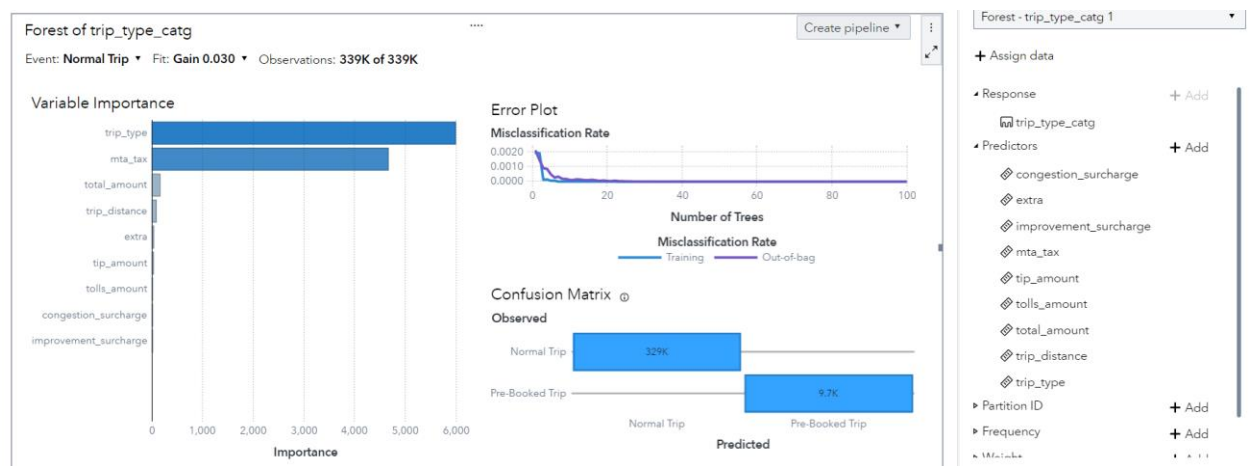 Forest of trip_type_catg
Create pipeline
Event: Normal Trip Fit: Gain 0.030 Observations: 339K of 339K
Variable Importance
trip_type
mta_tax
total_amount
trip_distance
extra
tip_amount
tolls_amount
congestion_surcharge
improvement_surcharge
0 1,000 2,000 3,000 4,000 5,000 6,000
Importance
Error Plot
Misclassification Rate
0.0020
0.0010
0.0000
0 20 40 60 80 100
Number of Trees
Misclassification Rate
Training Out-of-bag
Confusion Matrix
Observed
Normal Trip 329K
Pre-Booked Trip 9.7K
Normal Trip Pre-Booked Trip
Predicted
Forest - trip_type_catg 1
+ Assign data
Response + Add
trip_type_catg
Predictors + Add
congestion_surcharge
extra
improvement_surcharge
mta_tax
tip_amount
tolls_amount
total_amount
trip_distance
trip_type
Partition ID + Add
Frequency + Add